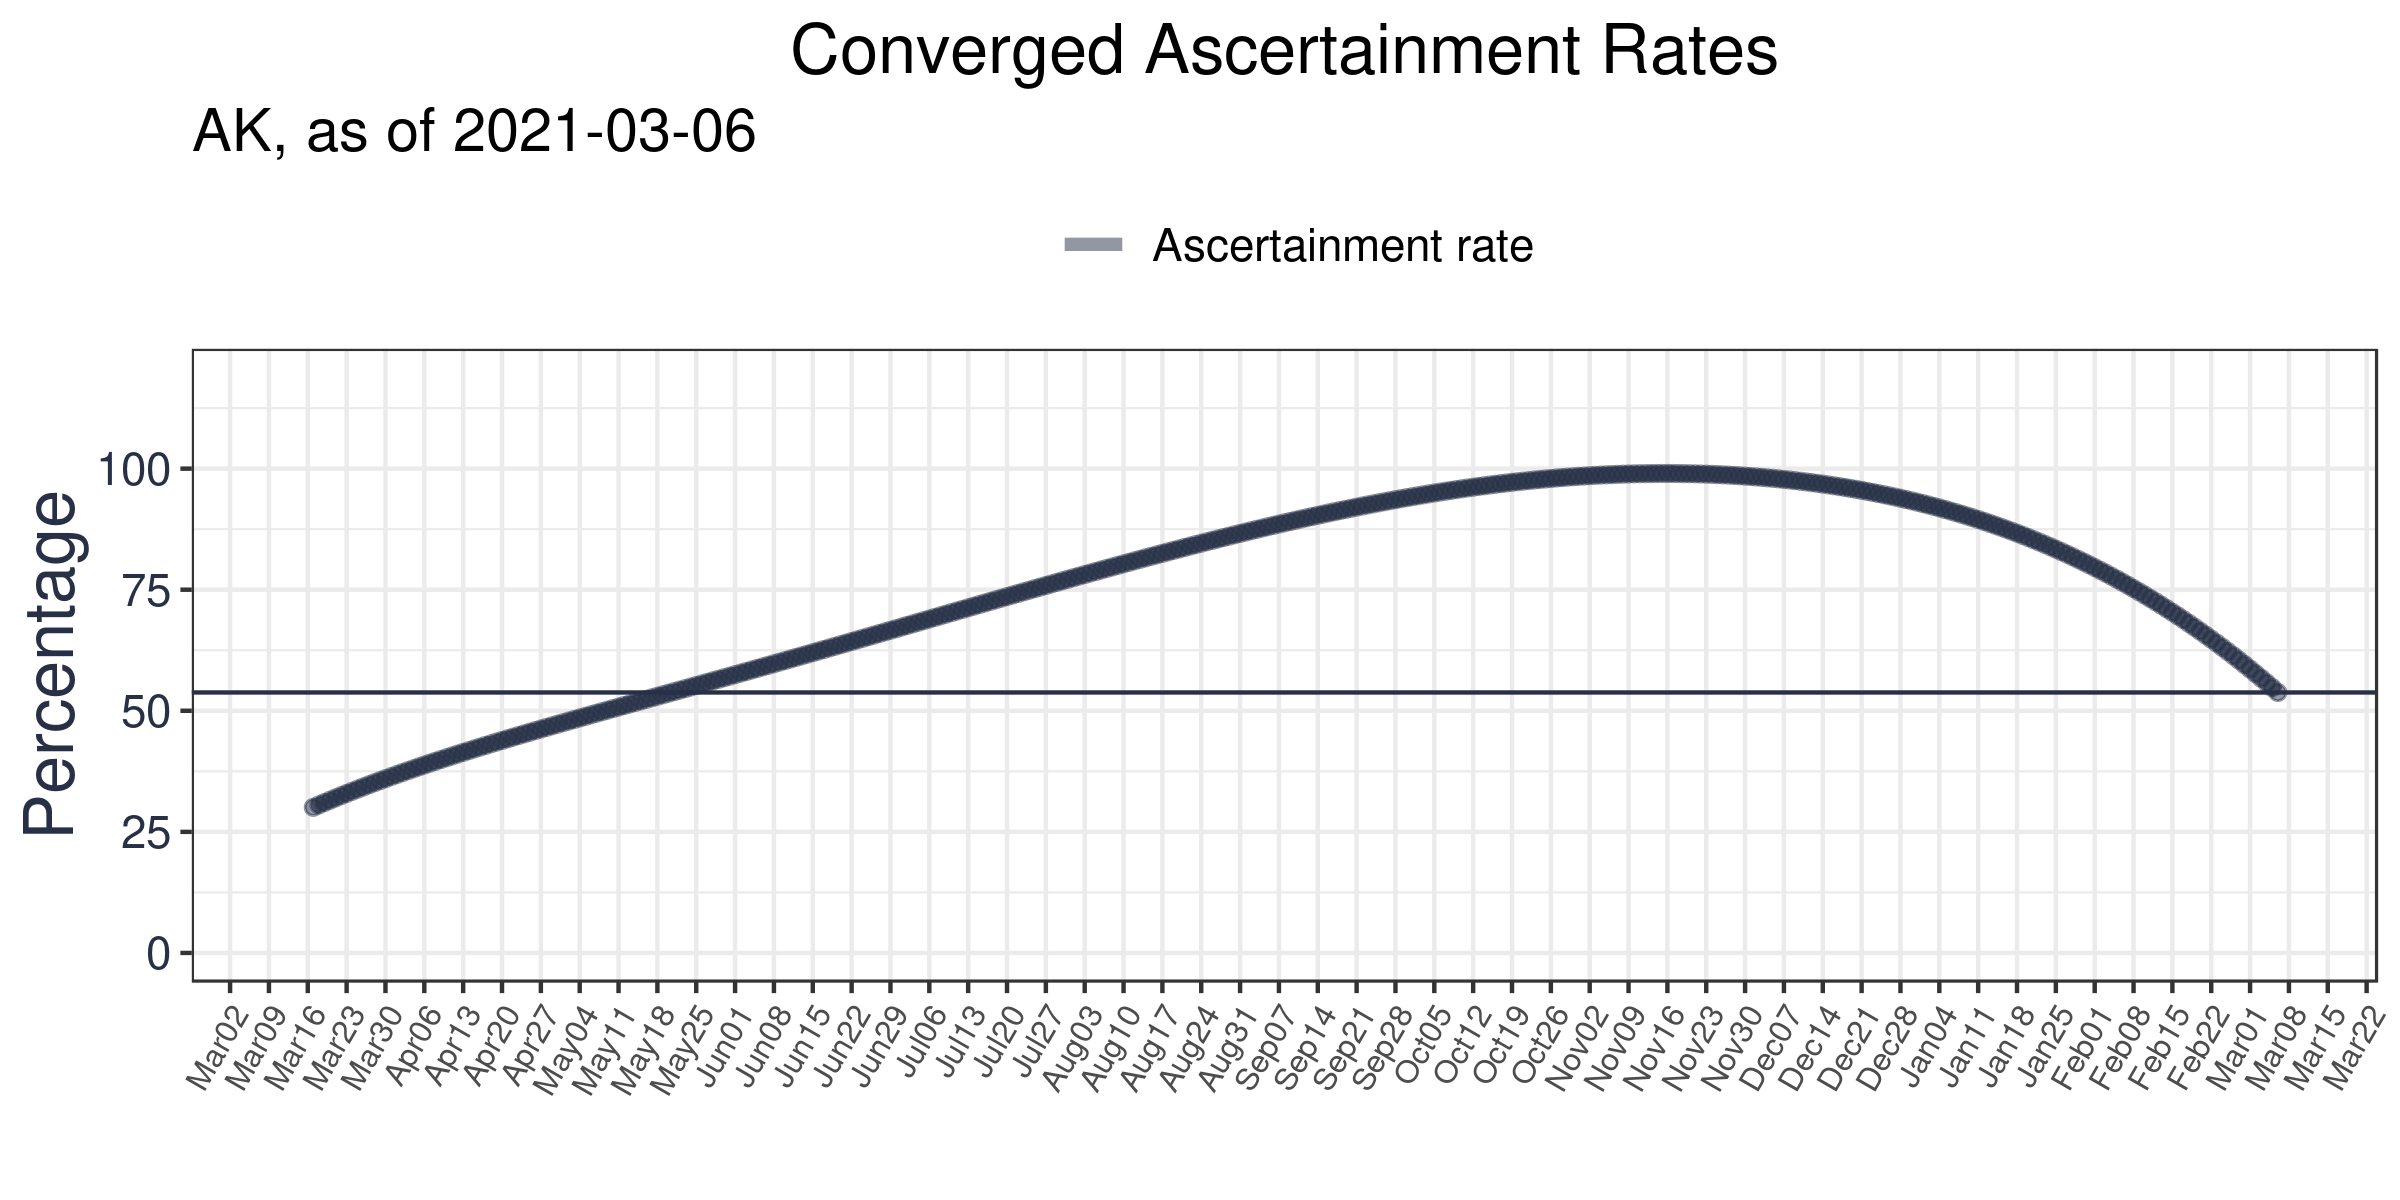 Converged Ascertainment Rates
AK, as of 2021-03-06
Ascertainment rate
Percentage
100
75
50
25
0
Mar02
Mar09
Mar16
Mar23
Mar30
Apr06
Apr13
Apr20
Apr27
May04
May11
May18
May25
Jun01
Jun08
Jun15
Jun22
Jun29
Jul06
Jul13
Jul20
Jul27
Aug03
Aug10
Aug17
Aug24
Aug31
Sep07
Sep14
Sep21
Sep28
Oct05
Oct12
Oct19
Oct26
Nov02
Nov09
Nov16
Nov23
Nov30
Dec07
Dec14
Dec21
Dec28
Jan04
Jan11
Jan18
Jan25
Feb01
Feb08
Feb15
Feb22
Mar01
Mar08
Mar15
Mar22